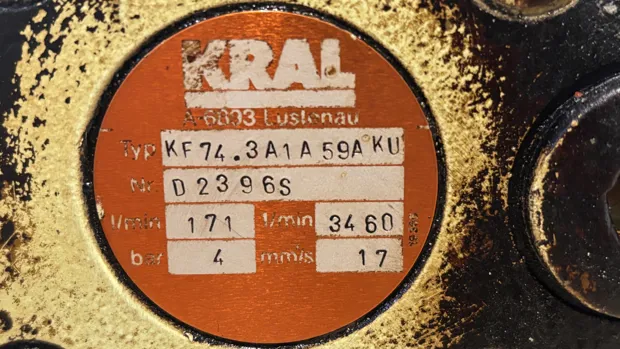 KRAL
A-6893 Lustenau
Typ KF 74.3A1A59A KU
Nr. D 2396S
l/min 171 1/min 3460
bar 4 mm²/s 17